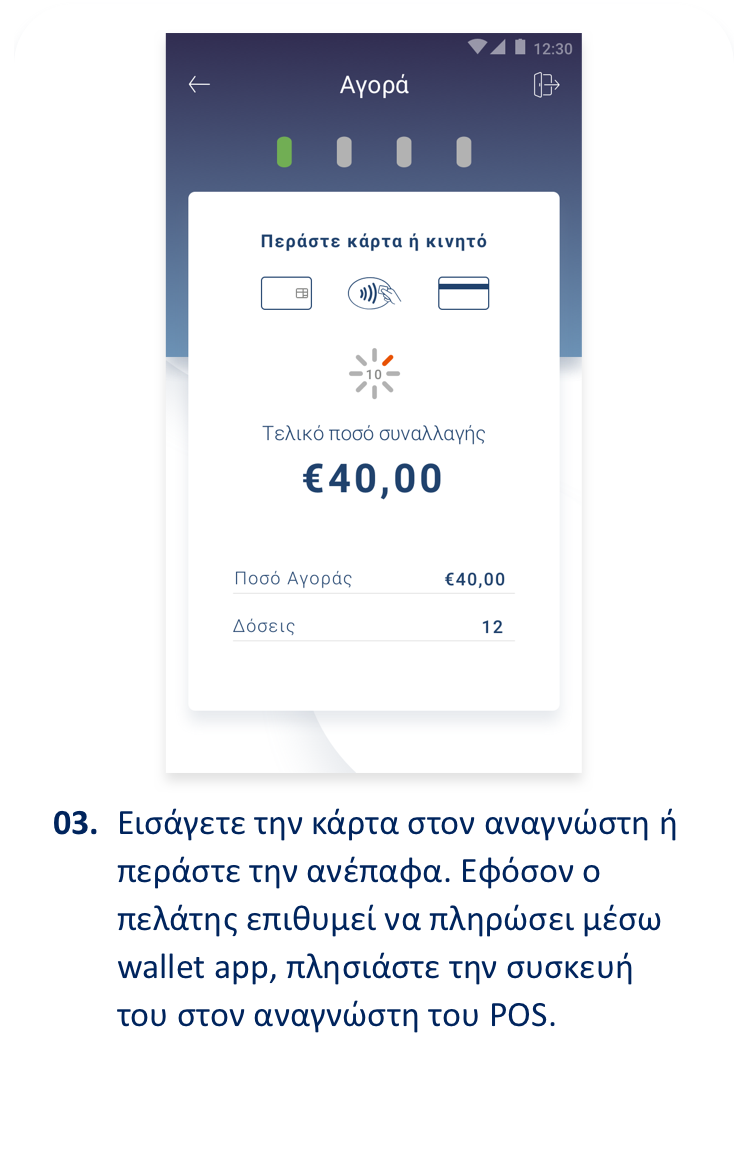 12:30
Αγορά
Περάστε κάρτα ή κινητό
10
Τελικό ποσό συναλλαγής
€40,00
Ποσό Αγοράς €40,00
Δόσεις 12
03. Εισάγετε την κάρτα στον αναγνώστη ή
περάστε την ανέπαφα. Εφόσον ο
πελάτης επιθυμεί να πληρώσει μέσω
wallet app, πλησιάστε την συσκευή
του στον αναγνώστη του POS.